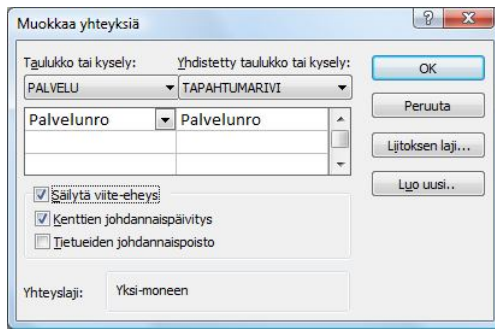 Muokkaa yhteyksiä
Taulukko tai kysely: Yhdistetty taulukko tai kysely:
PALVELU TAPAHTUMARIVI
Palvelunro Palvelunro
Säilytä viite-eheys
Kenttien johdannaispäivitys
Tietueiden johdannaispoisto
Yhteyslaji: Yksi-moneen
OK
Peruuta
Liitoksen laji...
Luo uusi..